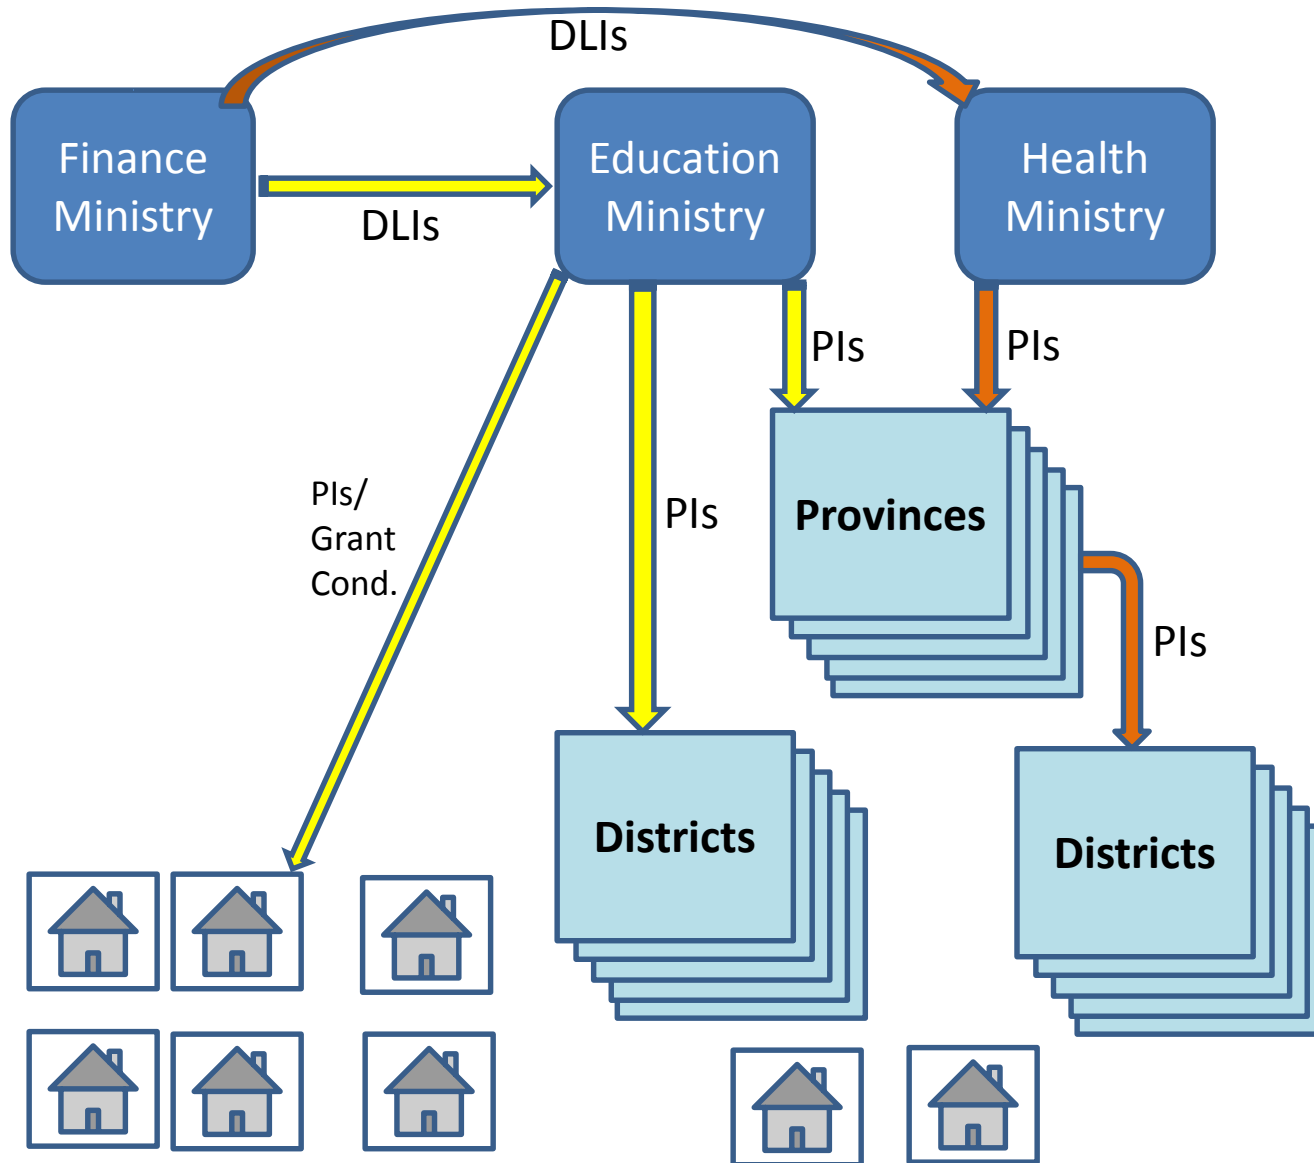 DLIs
Finance
Ministry
Education
Ministry
Health
Ministry
DLIs
PIs
PIs
PIs/
Grant
Cond.
PIs
Provinces
PIs
Districts
Districts